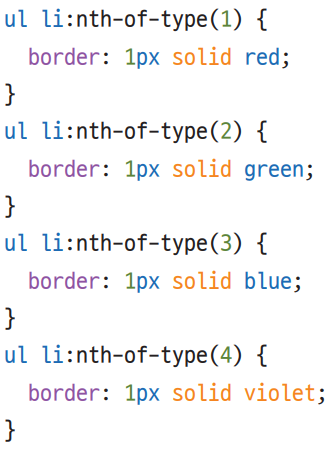 ul li:nth-of-type(1) {
  border: 1px solid red;
}
ul li:nth-of-type(2) {
  border: 1px solid green;
}
ul li:nth-of-type(3) {
  border: 1px solid blue;
}
ul li:nth-of-type(4) {
  border: 1px solid violet;
}